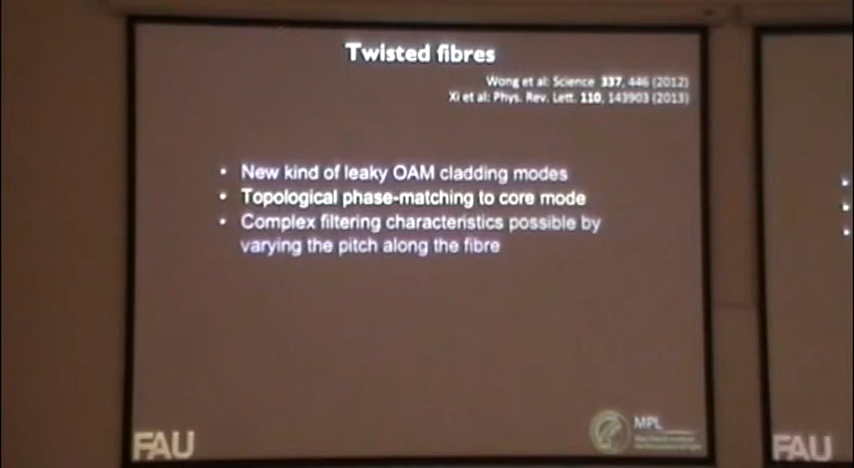 Twisted fibres
Wong et al: Science 337, 446 (2012)
Xi et al: Phys. Rev. Lett. 110, 143903 (2013)
• New kind of leaky OAM cladding modes
• Topological phase-matching to core mode
• Complex filtering characteristics possible by
varying the pitch along the fibre
FAU
MPL
FAU